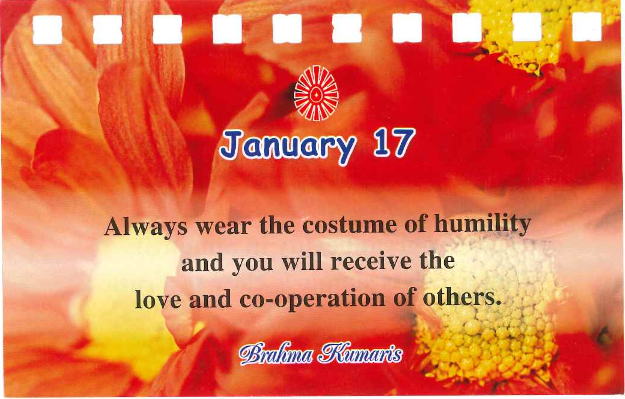 January 17
Always wear the costume of humility
and you will receive the
love and co-operation of others.
Brahma Kumaris